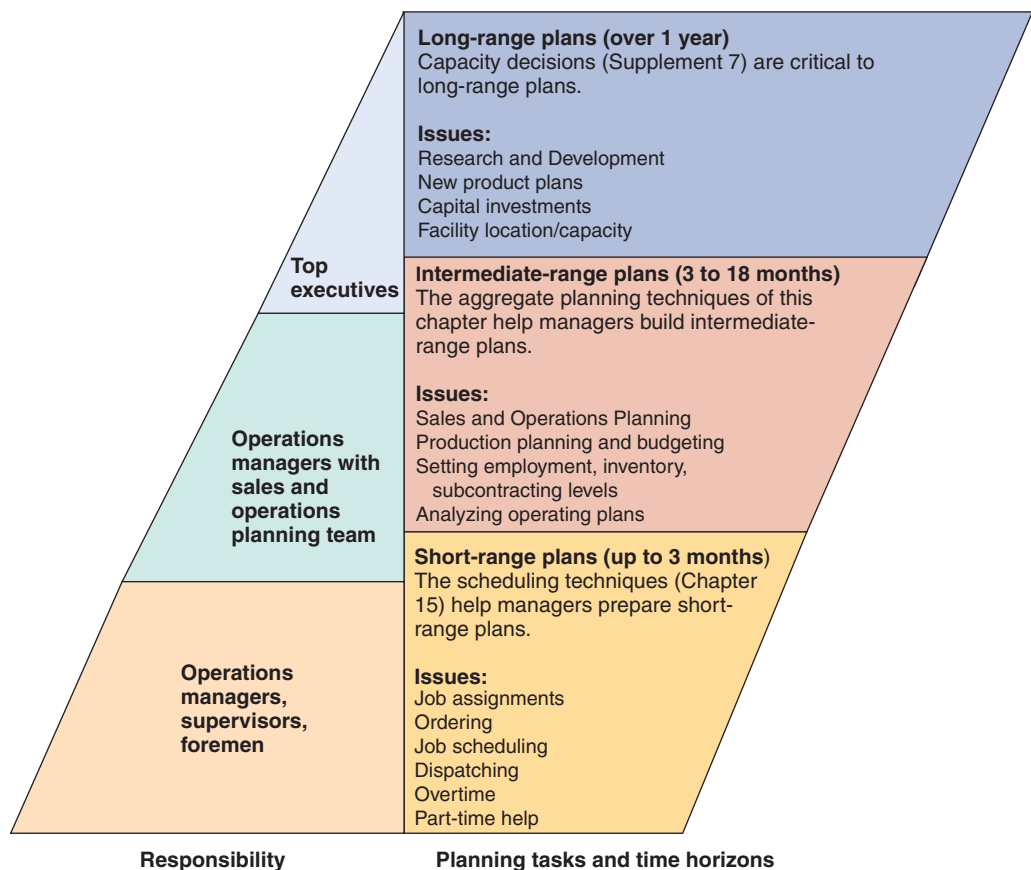 Long-range plans (over 1 year)
Capacity decisions (Supplement 7) are critical to
long-range plans.
Issues:
Research and Development
New product plans
Capital investments
Facility location/capacity
Top
executives
Intermediate-range plans (3 to 18 months)
The aggregate planning techniques of this
chapter help managers build intermediate-
range plans.
Issues:
Sales and Operations Planning
Production planning and budgeting
Setting employment, inventory,
subcontracting levels
Analyzing operating plans
Operations
managers with
sales and
operations
planning team
Short-range plans (up to 3 months)
The scheduling techniques (Chapter
15) help managers prepare short-
range plans.
Issues:
Job assignments
Ordering
Job scheduling
Dispatching
Overtime
Part-time help
Operations
managers,
supervisors,
foremen
Responsibility
Planning tasks and time horizons